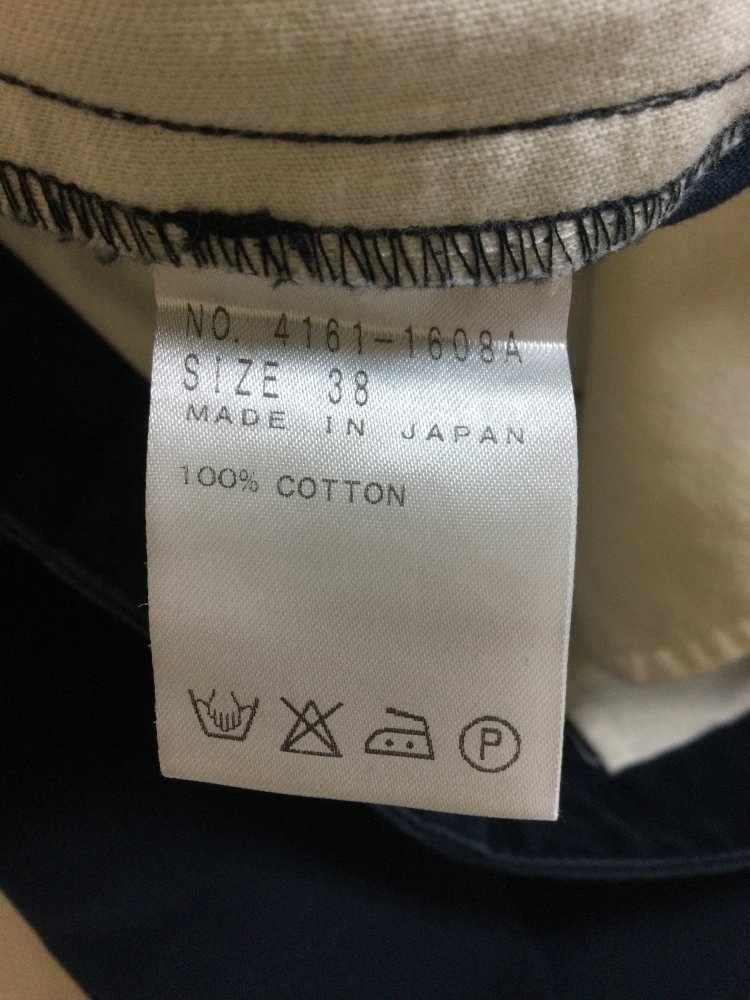 NO. 4161-1608A
SIZE 38
MADE IN JAPAN
100% COTTON
P